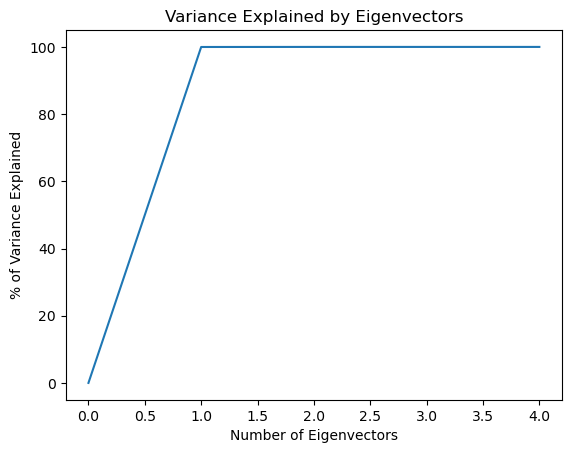 Variance Explained by Eigenvectors
% of Variance Explained
100
80
60
40
20
0
0.0 0.5 1.0 1.5 2.0 2.5 3.0 3.5 4.0
Number of Eigenvectors